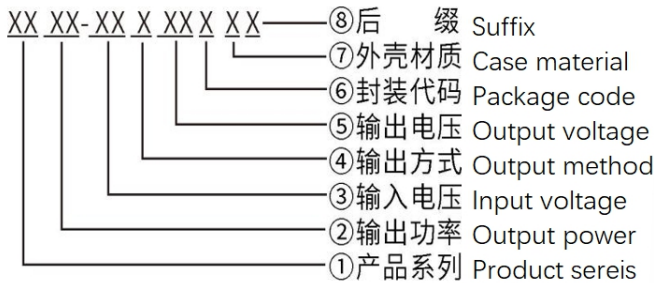 XX XX-XX X XX X X X
⑧后 缀 Suffix
⑦外壳材质 Case material
⑥封装代码 Package code
⑤输出电压 Output voltage
④输出方式 Output method
③输入电压 Input voltage
②输出功率 Output power
①产品系列 Product sereis